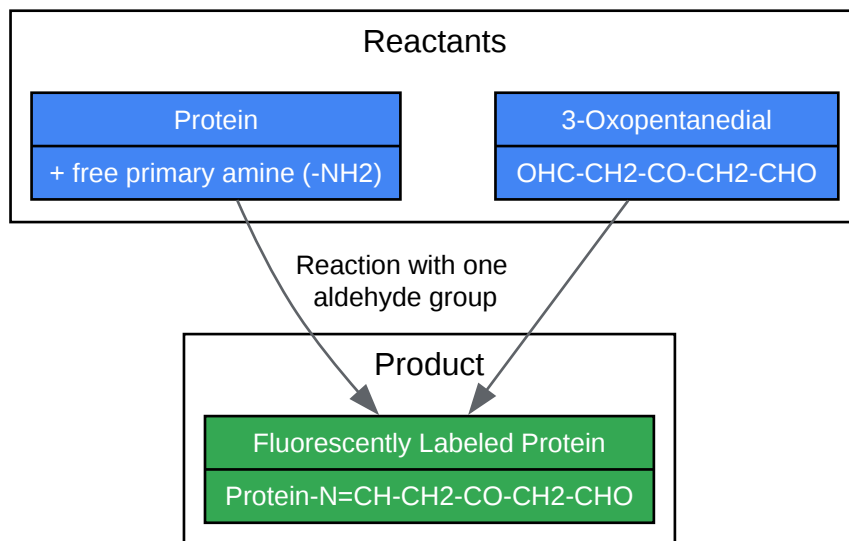 Reactants
Protein
+ free primary amine (-NH2)
3-Oxopentanedial
OHC-CH2-CO-CH2-CHO
Reaction with one
aldehyde group
Product
Fluorescently Labeled Protein
Protein-N=CH-CH2-CO-CH2-CHO